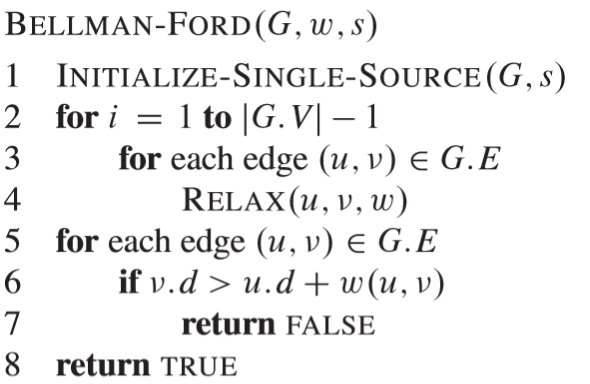 BELLMAN-FORD(G, w, s)
1 INITIALIZE-SINGLE-SOURCE(G, s)
2 for i = 1 to |G.V| − 1
3 for each edge (u, v) ∈ G.E
4 RELAX(u, v, w)
5 for each edge (u, v) ∈ G.E
6 if v.d > u.d + w(u, v)
7 return FALSE
8 return TRUE